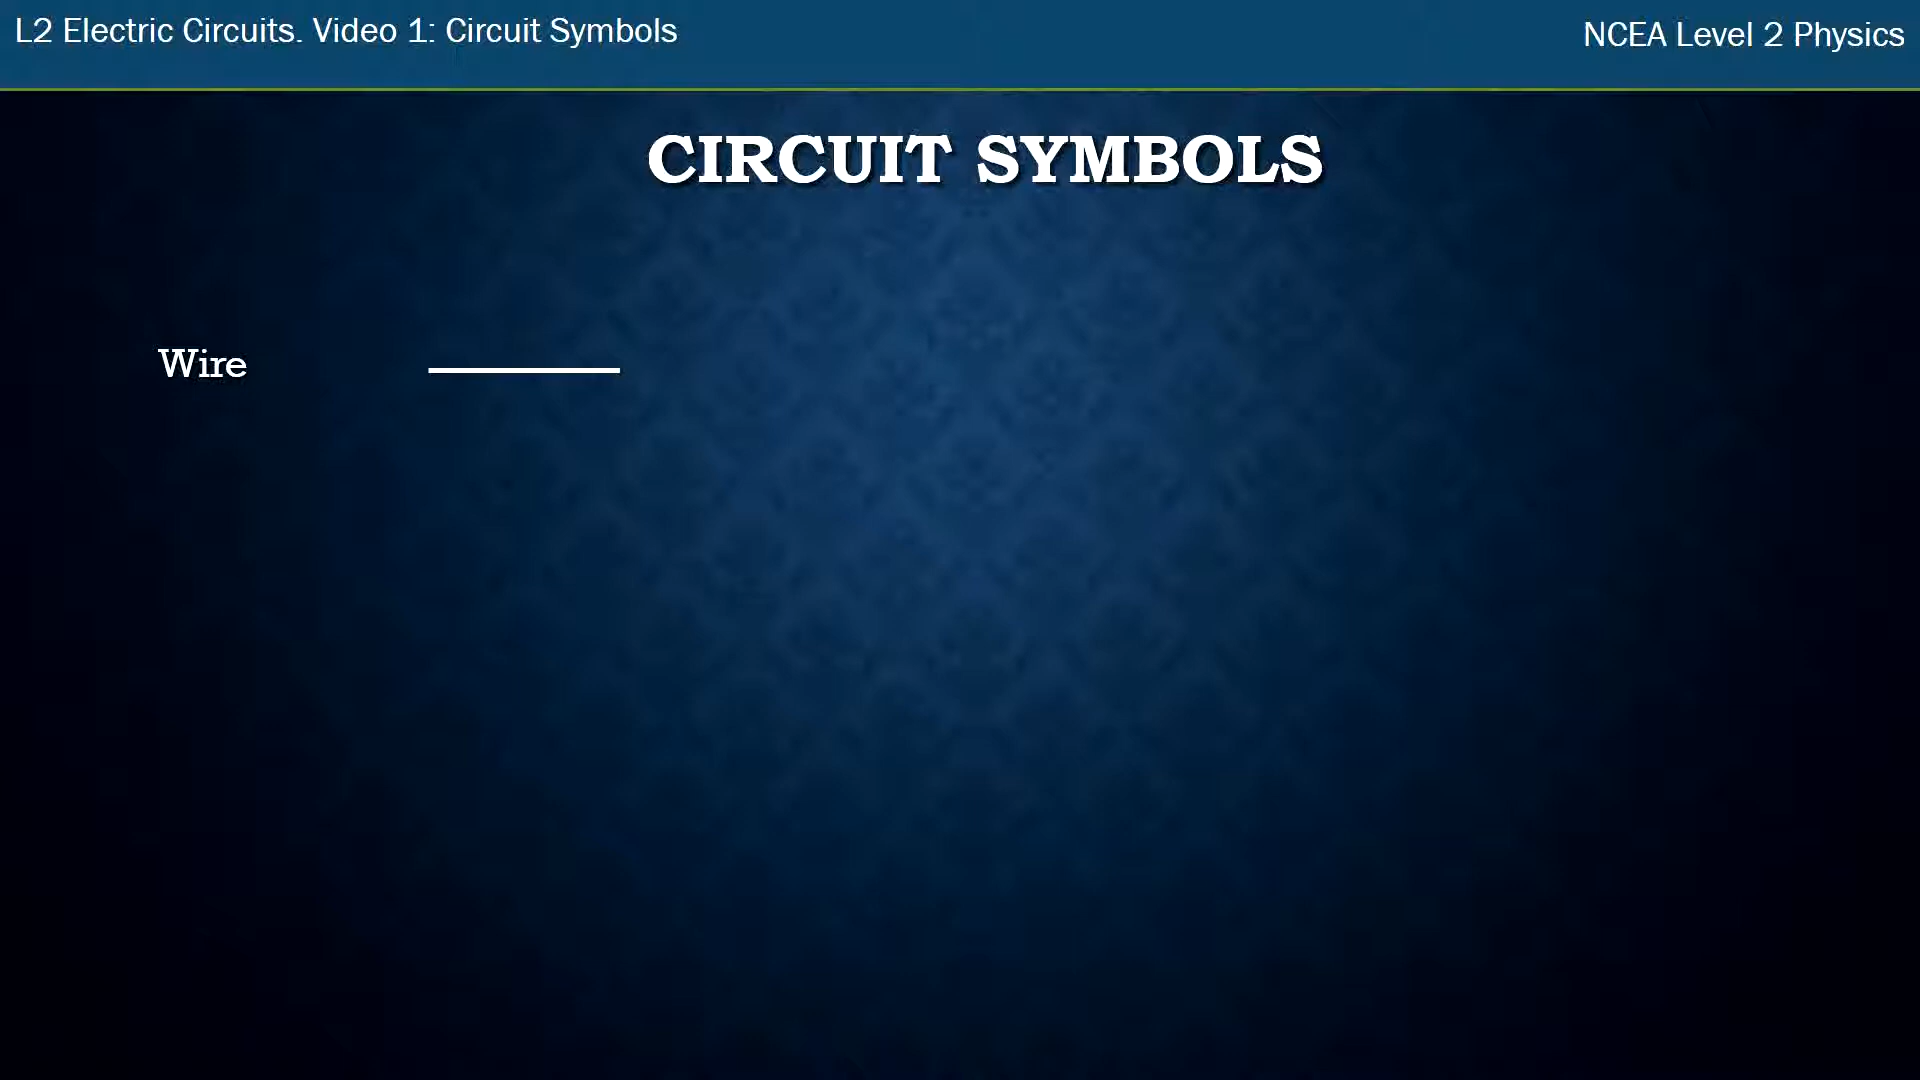 L2 Electric Circuits. Video 1: Circuit Symbols
NCEA Level 2 Physics
CIRCUIT SYMBOLS
Wire